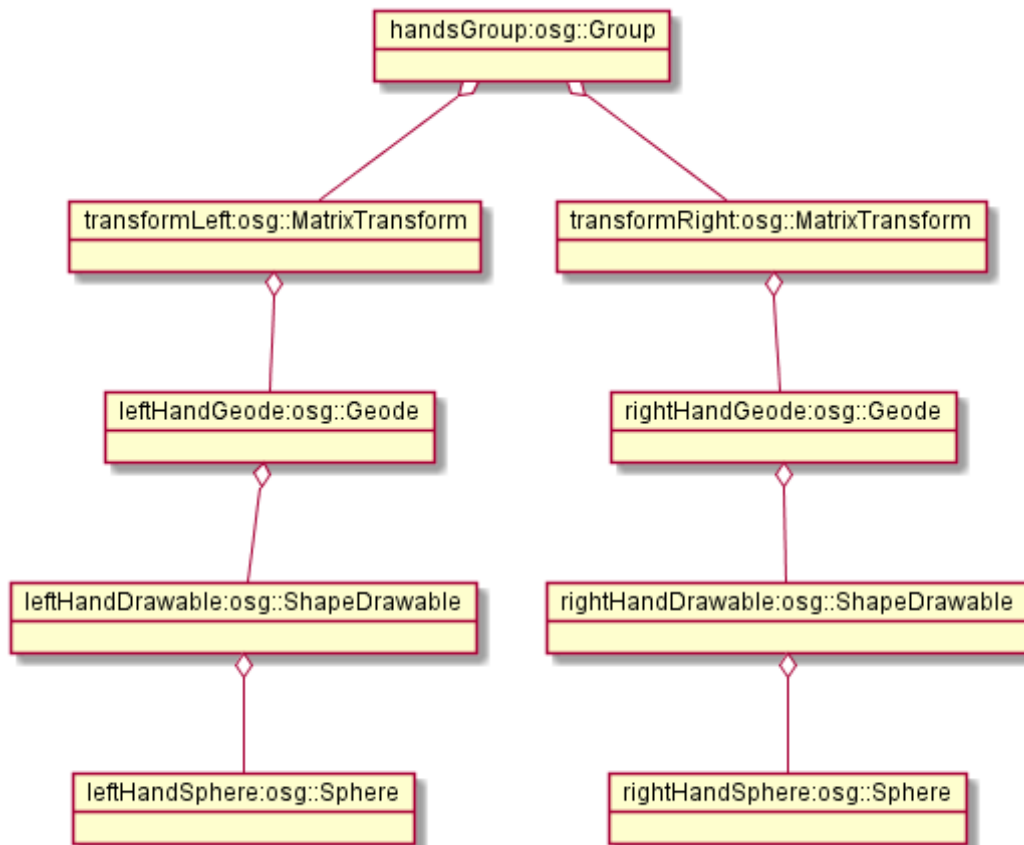 handsGroup:osg::Group
transformLeft:osg::MatrixTransform
transformRight:osg::MatrixTransform
leftHandGeode:osg::Geode
rightHandGeode:osg::Geode
leftHandDrawable:osg::ShapeDrawable
rightHandDrawable:osg::ShapeDrawable
leftHandSphere:osg::Sphere
rightHandSphere:osg::Sphere